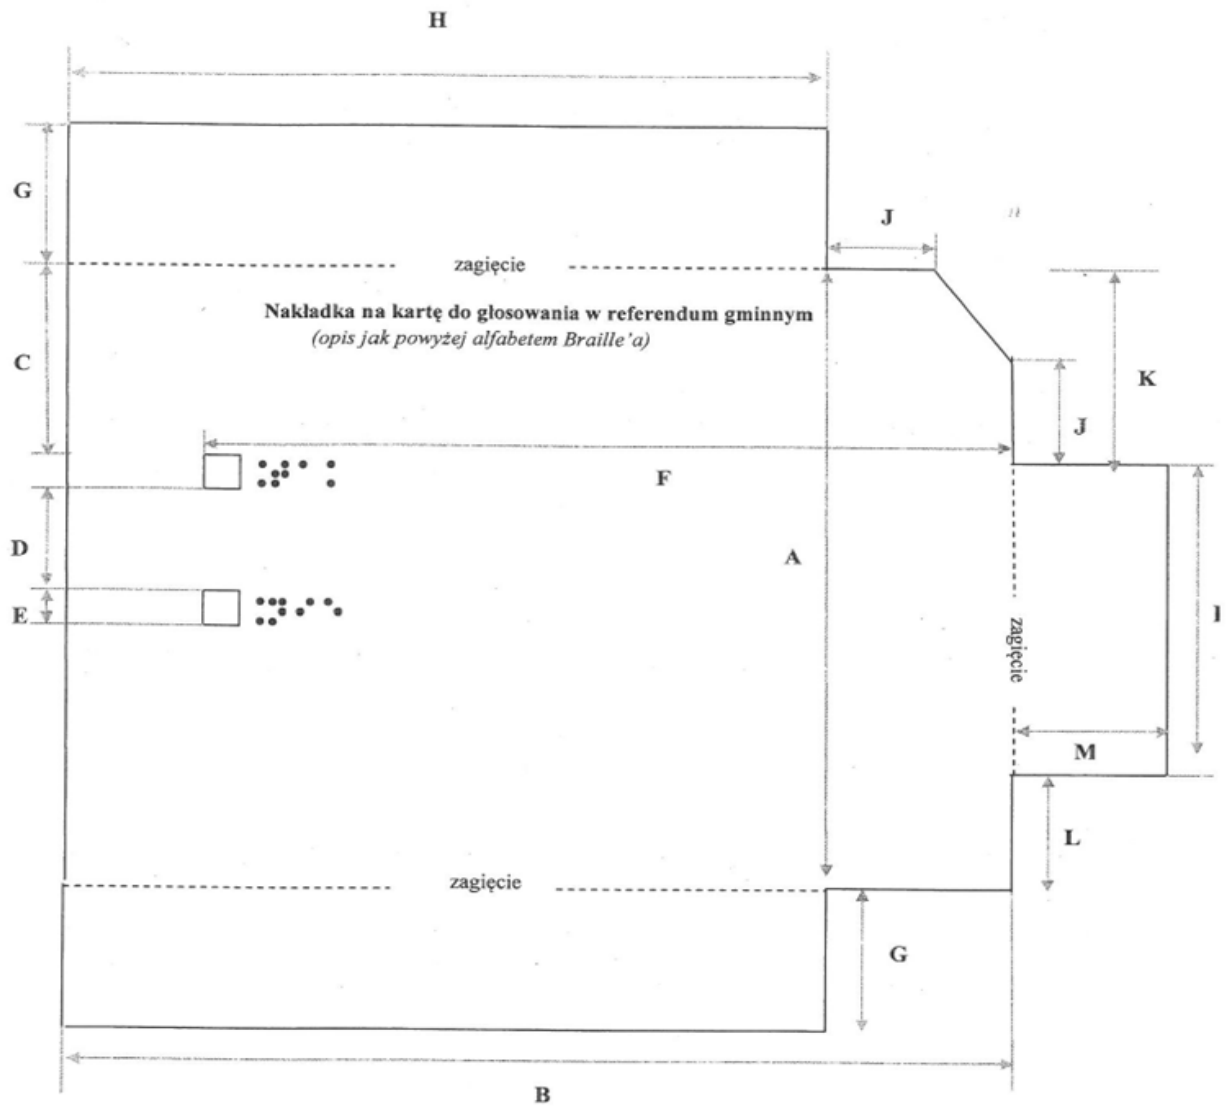 H
G
J
zagięcie
Nakładka na kartę do głosowania w referendum gminnym
(opis jak powyżej alfabetem Braille'a)
C
K
J
F
D
A
E
zagięcie
M
L
zagięcie
G
B